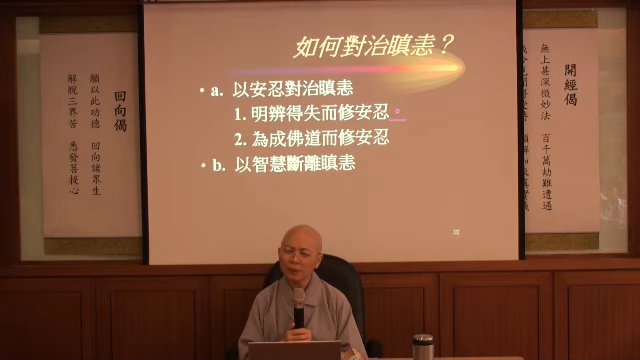 如何對治瞋恚？
•a. 以安忍對治瞋恚
1. 明辨得失而修安忍。
2. 為成佛道而修安忍
•b. 以智慧斷離瞋恚
開經偈
無上甚深微妙法 百千萬劫難遭遇
回向偈
願以此功德 回向諸眾生
解脫三界苦 悉發菩提心